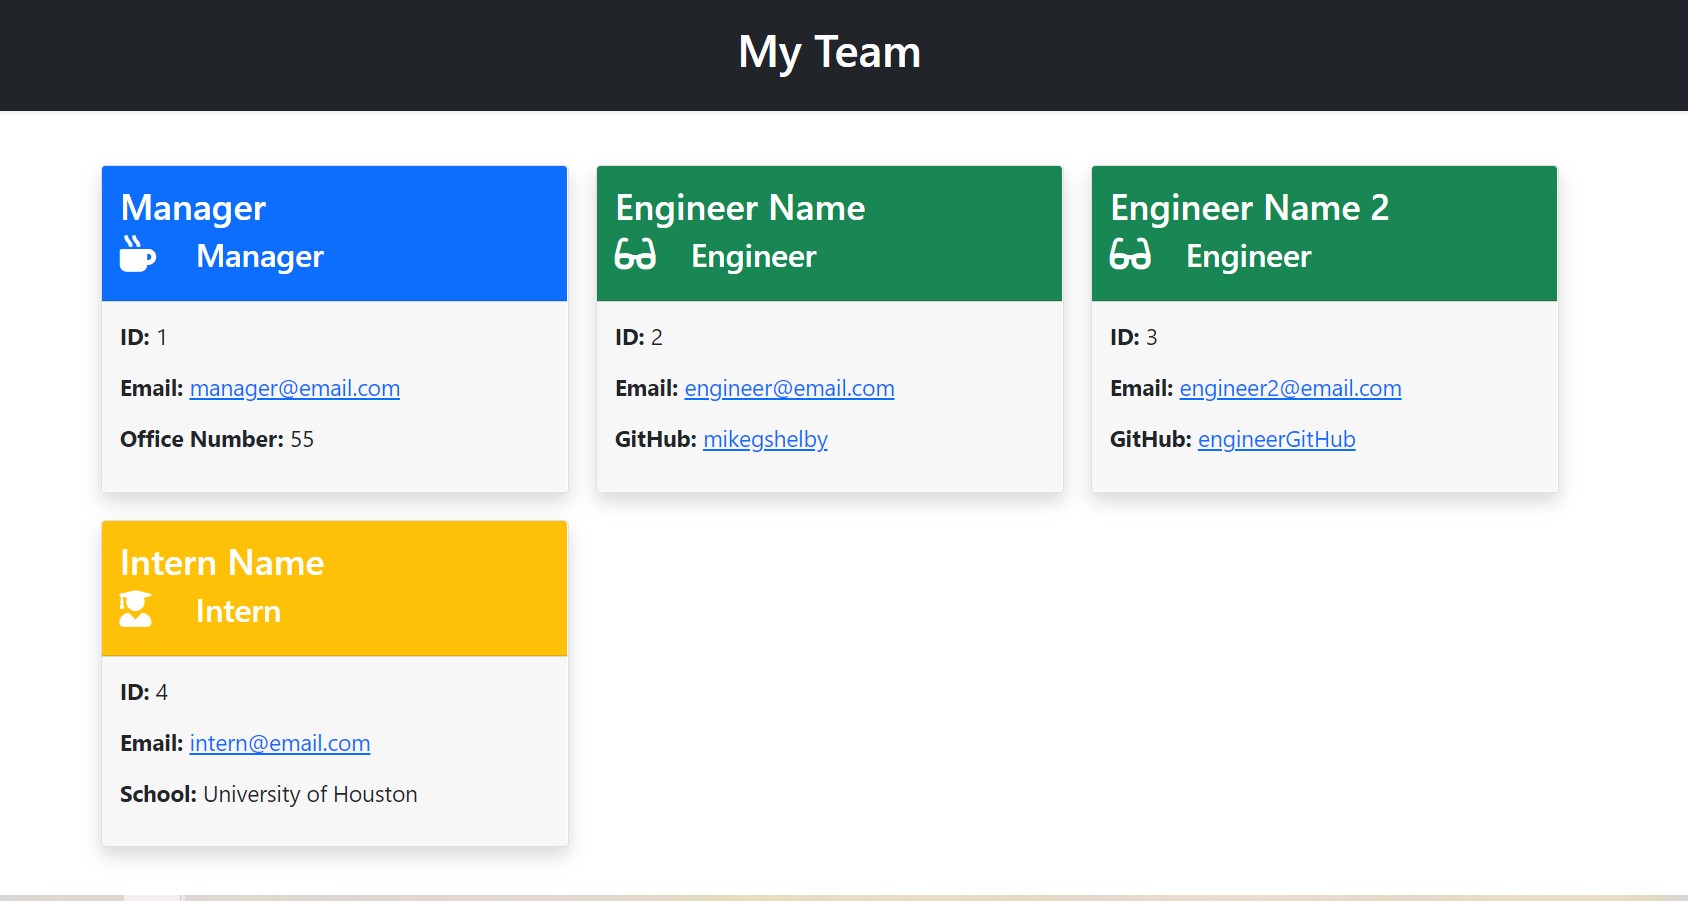 My Team
Manager
Manager
ID: 1
Email: manager@email.com
Office Number: 55
Engineer Name
Engineer
ID: 2
Email: engineer@email.com
GitHub: mikegshelby
Engineer Name 2
Engineer
ID: 3
Email: engineer2@email.com
GitHub: engineerGitHub
Intern Name
Intern
ID: 4
Email: intern@email.com
School: University of Houston